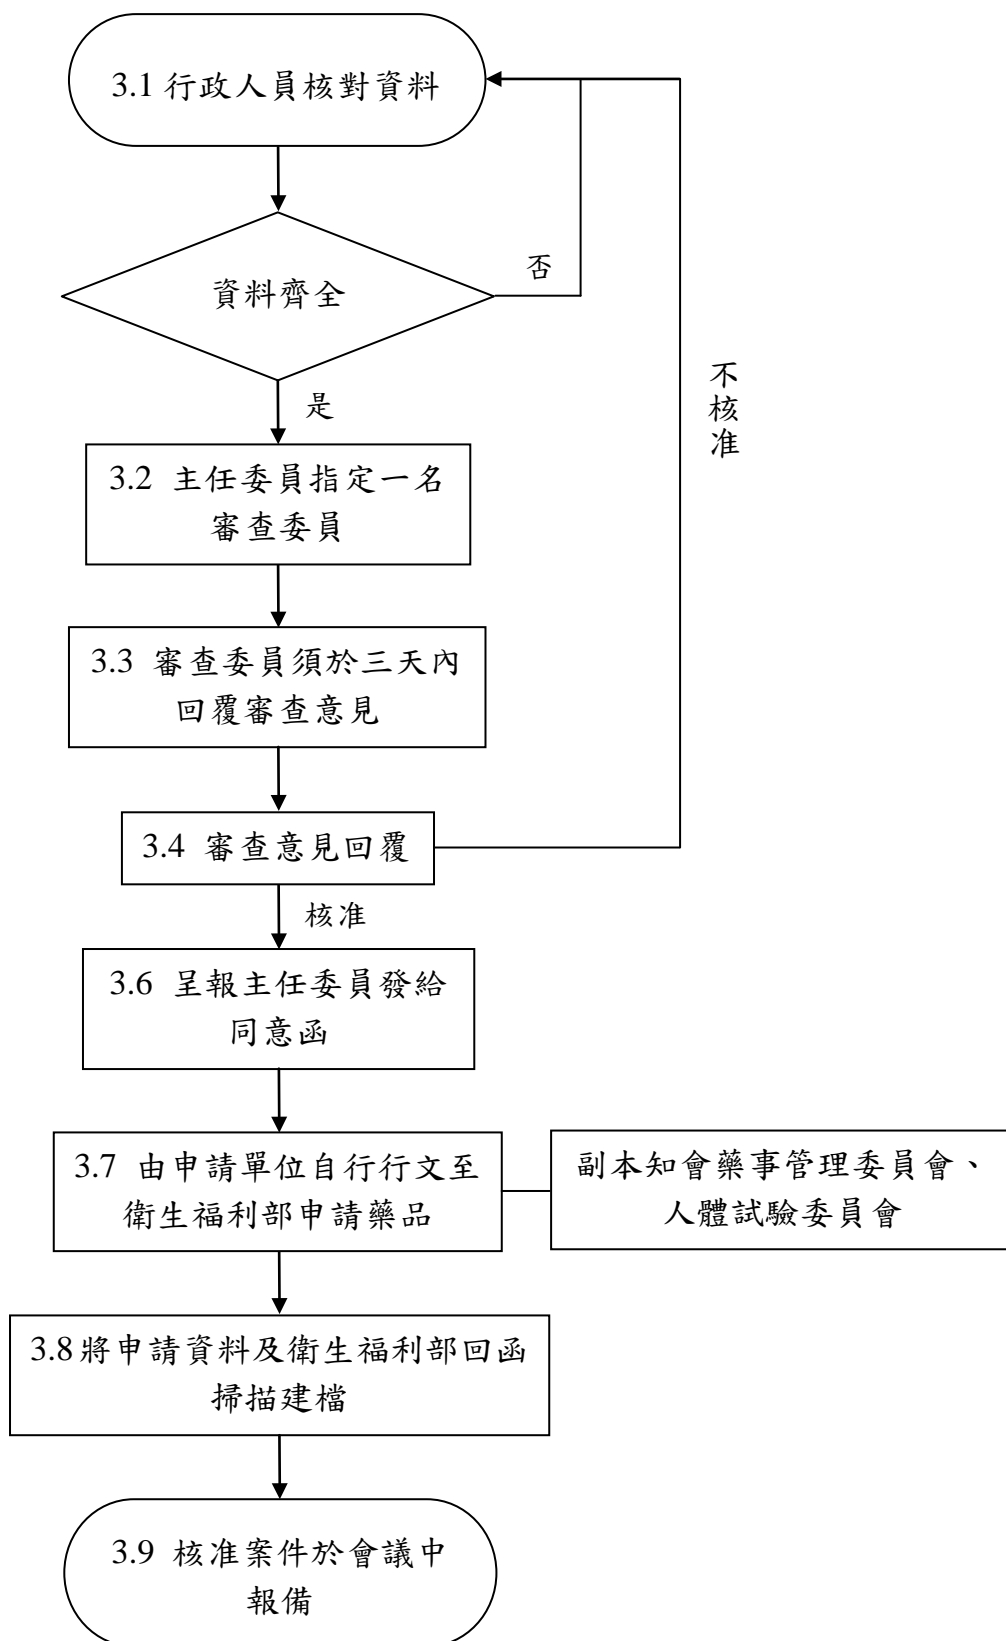 3.1 行政人員核對資料
資料齊全
否
是
不核准
3.2 主任委員指定一名
審查委員
3.3 審查委員須於三天內
回覆審查意見
3.4 審查意見回覆
核准
3.6 呈報主任委員發給
同意函
3.7 由申請單位自行行文至
衛生福利部申請藥品
副本知會藥事管理委員會、
人體試驗委員會
3.8將申請資料及衛生福利部回函
掃描建檔
3.9 核准案件於會議中
報備